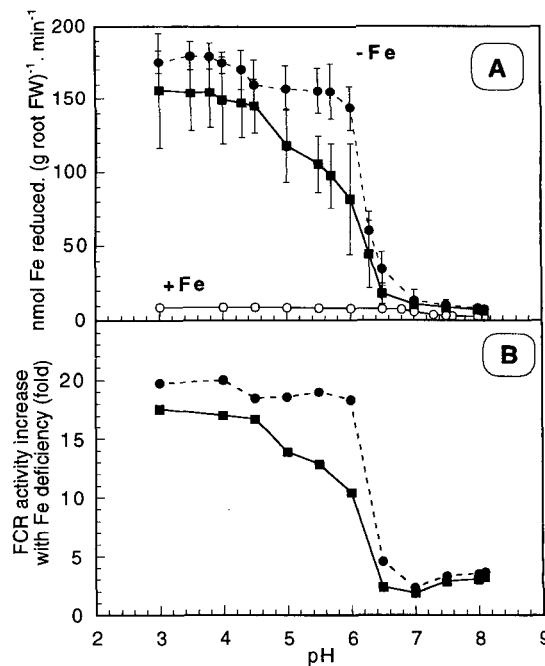 200
150
100
50
0
nmol Fe reduced. (g root FW)⁻¹ . min⁻¹
-Fe
A
+Fe
B
25
20
15
10
5
0
FCR activity increase
with Fe deficiency (fold)
2 3 4 5 6 7 8 9
pH